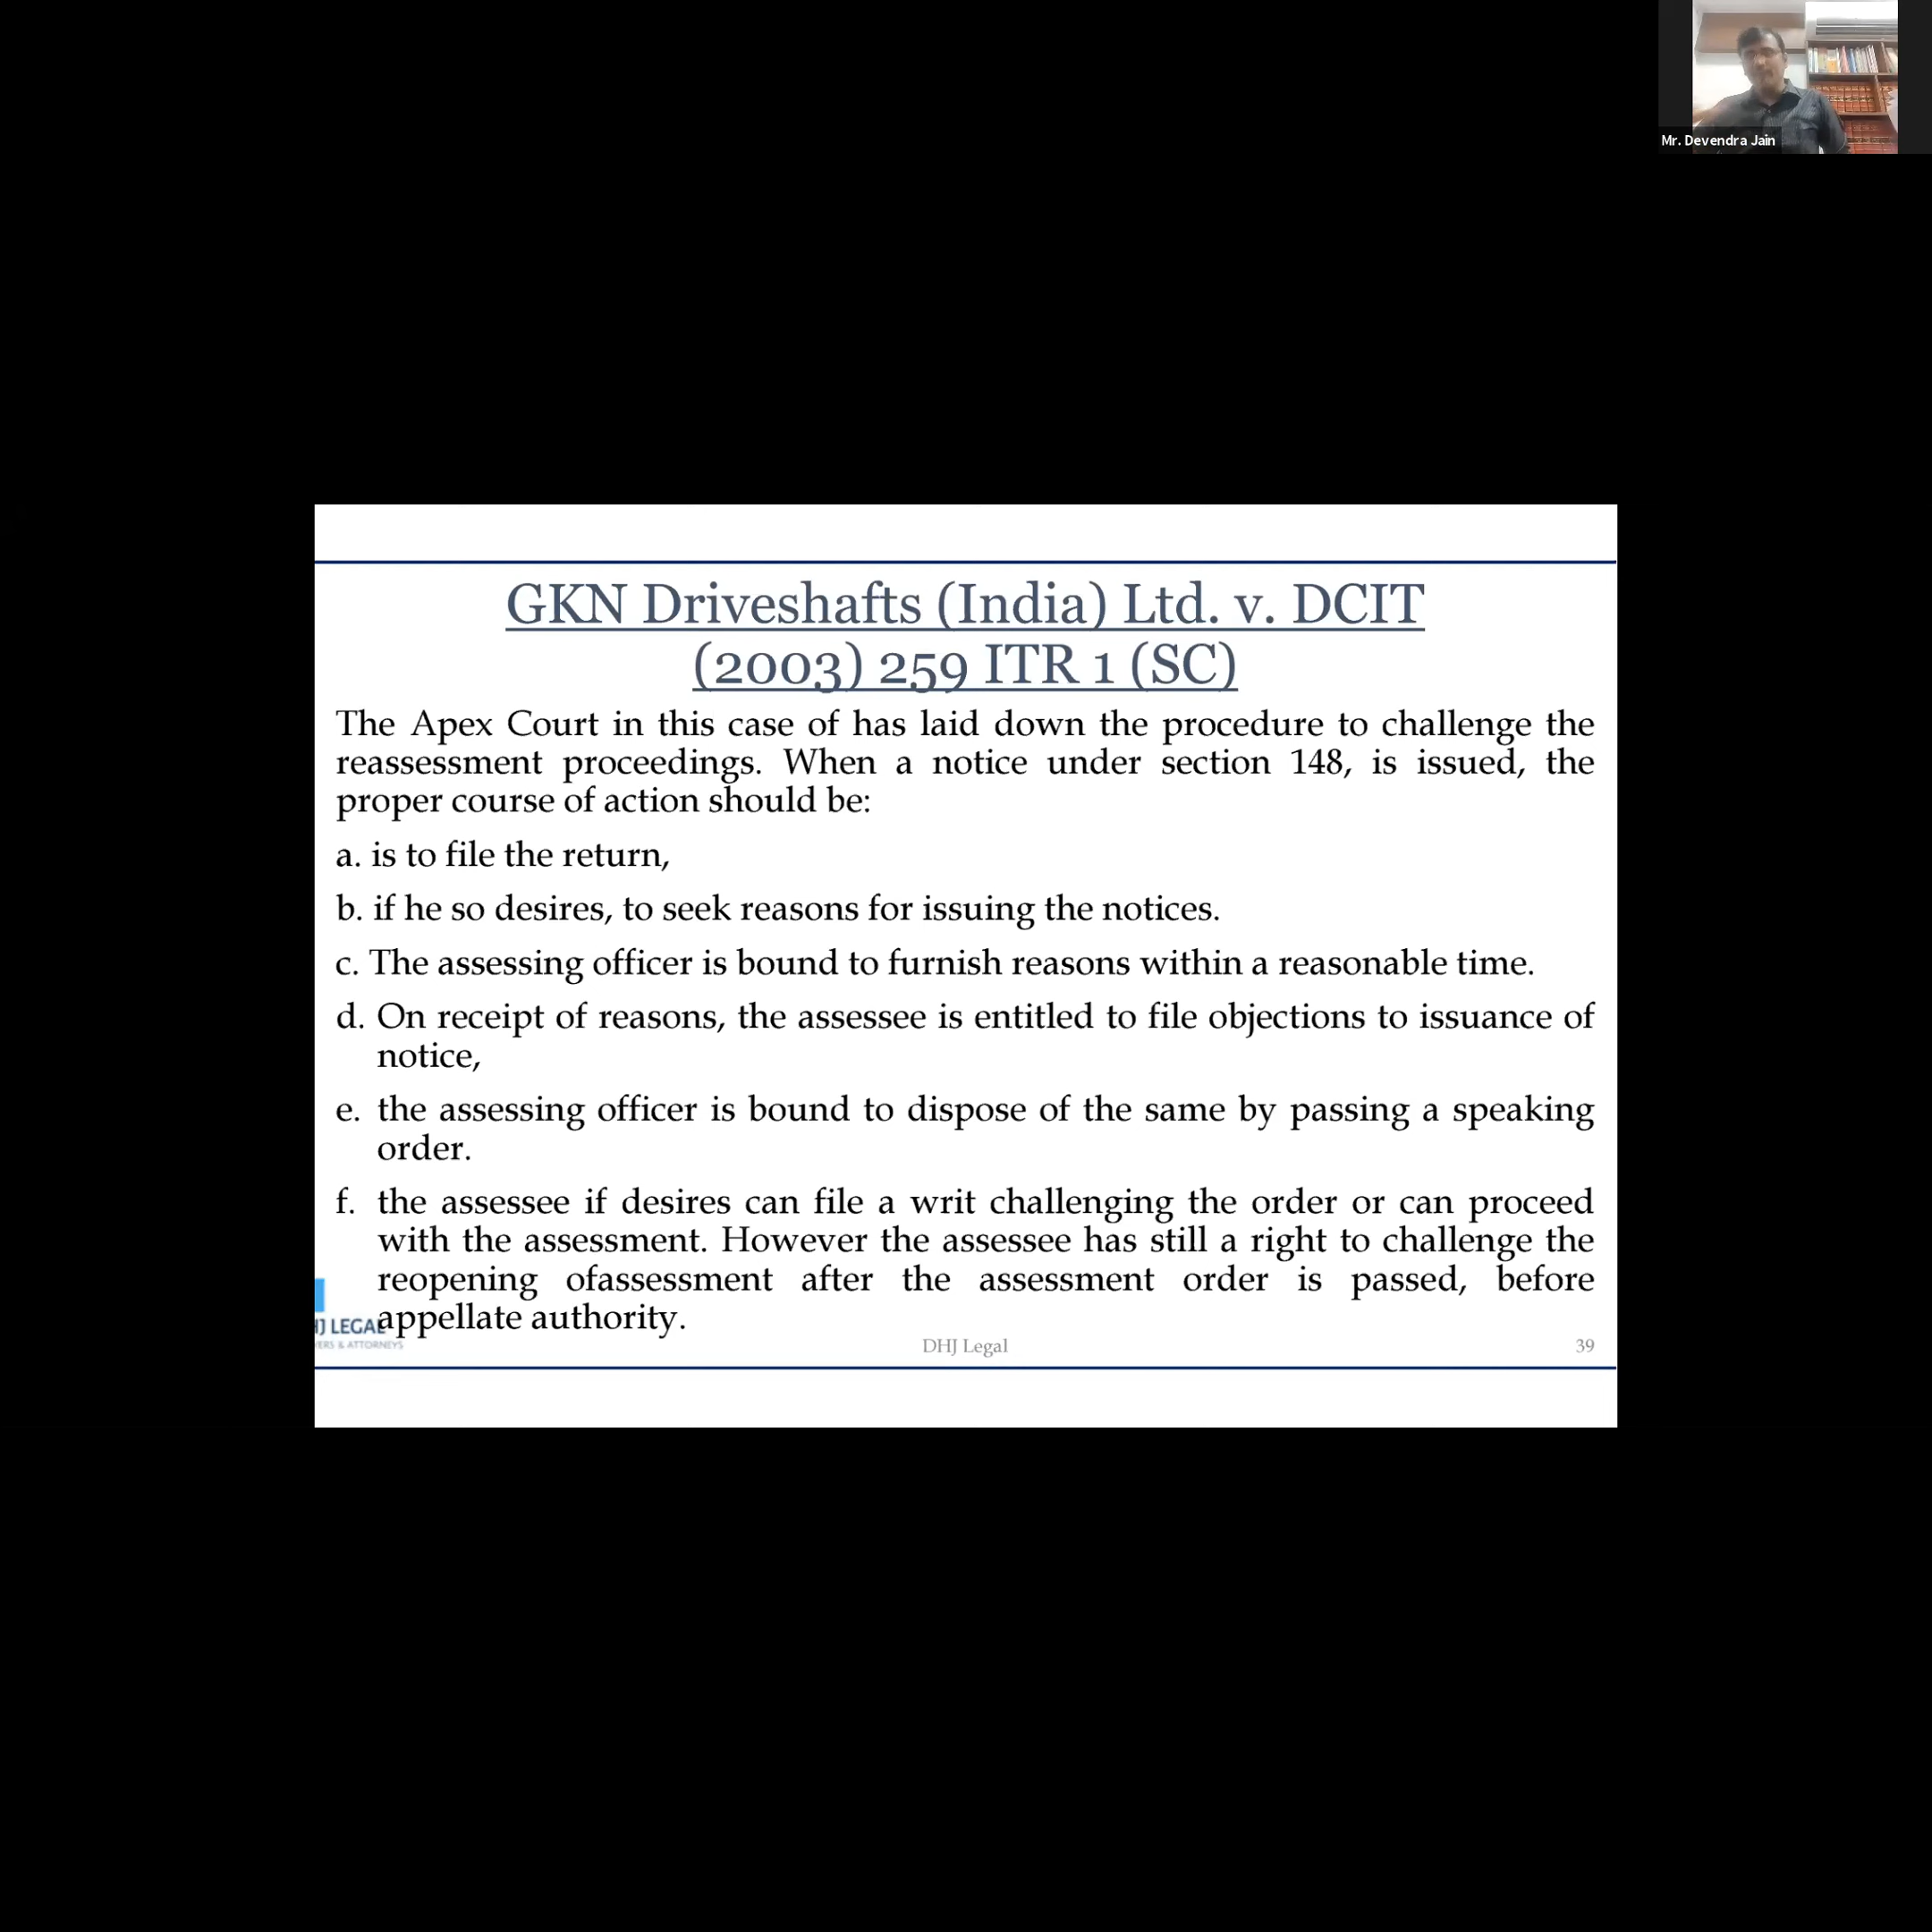 Mr. Devendra Jain
GKN Driveshafts (India) Ltd. v. DCIT
(2003) 259 ITR 1 (SC)
The Apex Court in this case of has laid down the procedure to challenge the
reassessment proceedings. When a notice under section 148, is issued, the
proper course of action should be:
a. is to file the return,
b. if he so desires, to seek reasons for issuing the notices.
c. The assessing officer is bound to furnish reasons within a reasonable time.
d. On receipt of reasons, the assessee is entitled to file objections to issuance of
notice,
e. the assessing officer is bound to dispose of the same by passing a speaking
order.
f. the assessee if desires can file a writ challenging the order or can proceed
with the assessment. However the assessee has still a right to challenge the
reopening ofassessment after the assessment order is passed, before
appellate authority.
HJ LEGAL
ERS & ATTORNEYS
DHJ Legal
39